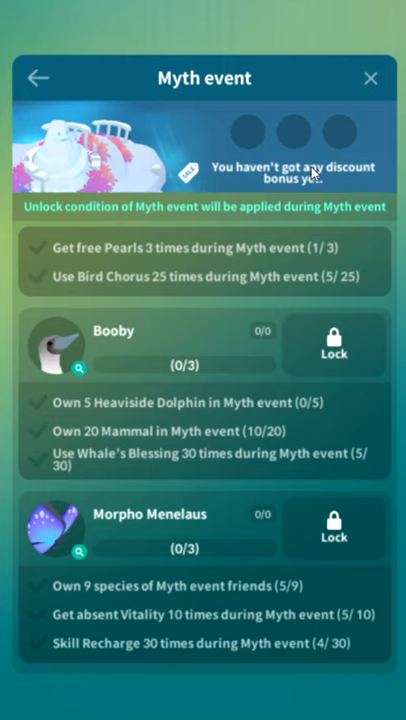 Myth event
SALE
You haven't got any discount
bonus yet.
Unlock condition of Myth event will be applied during Myth event
Get free Pearls 3 times during Myth event (1/ 3)
Use Bird Chorus 25 times during Myth event (5/ 25)
Booby
0/0
(0/3)
Lock
Own 5 Heaviside Dolphin in Myth event (0/5)
Own 20 Mammal in Myth event (10/20)
Use Whale's Blessing 30 times during Myth event (5/
30)
Morpho Menelaus
0/0
(0/3)
Lock
Own 9 species of Myth event friends (5/9)
Get absent Vitality 10 times during Myth event (5/ 10)
Skill Recharge 30 times during Myth event (4/ 30)